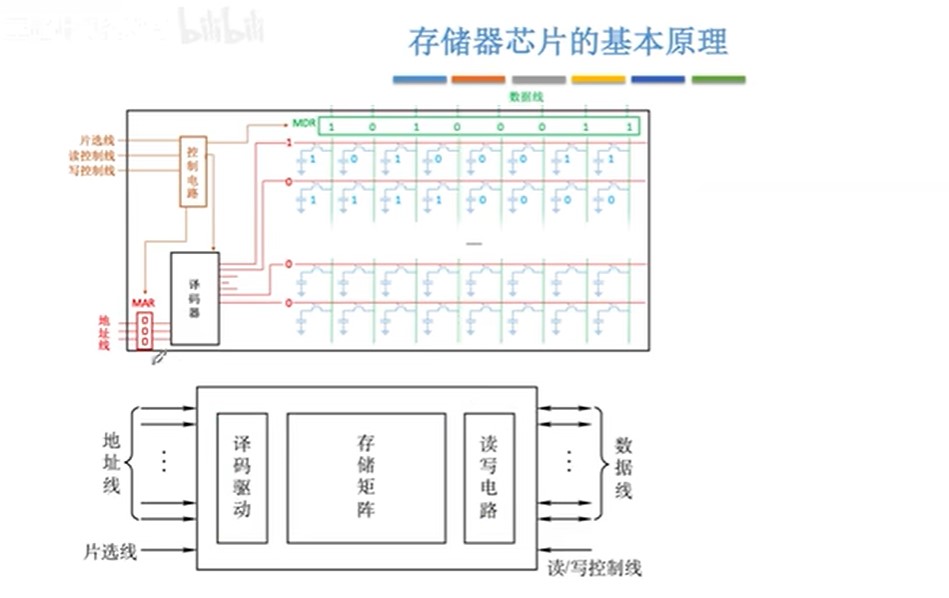 bilibili
存储器芯片的基本原理
数据线
MDR 1 0 1 0 0 0 1 1
片选线
读控制线
写控制线
控制电路
1
1 0 1 0 0 0 1 1
0
1 1 1 1 0 0 0 0
0
0
译码器
MAR
地址线
0
0
0
地址线
译码驱动
存储矩阵
读写电路
数据线
片选线
读/写控制线